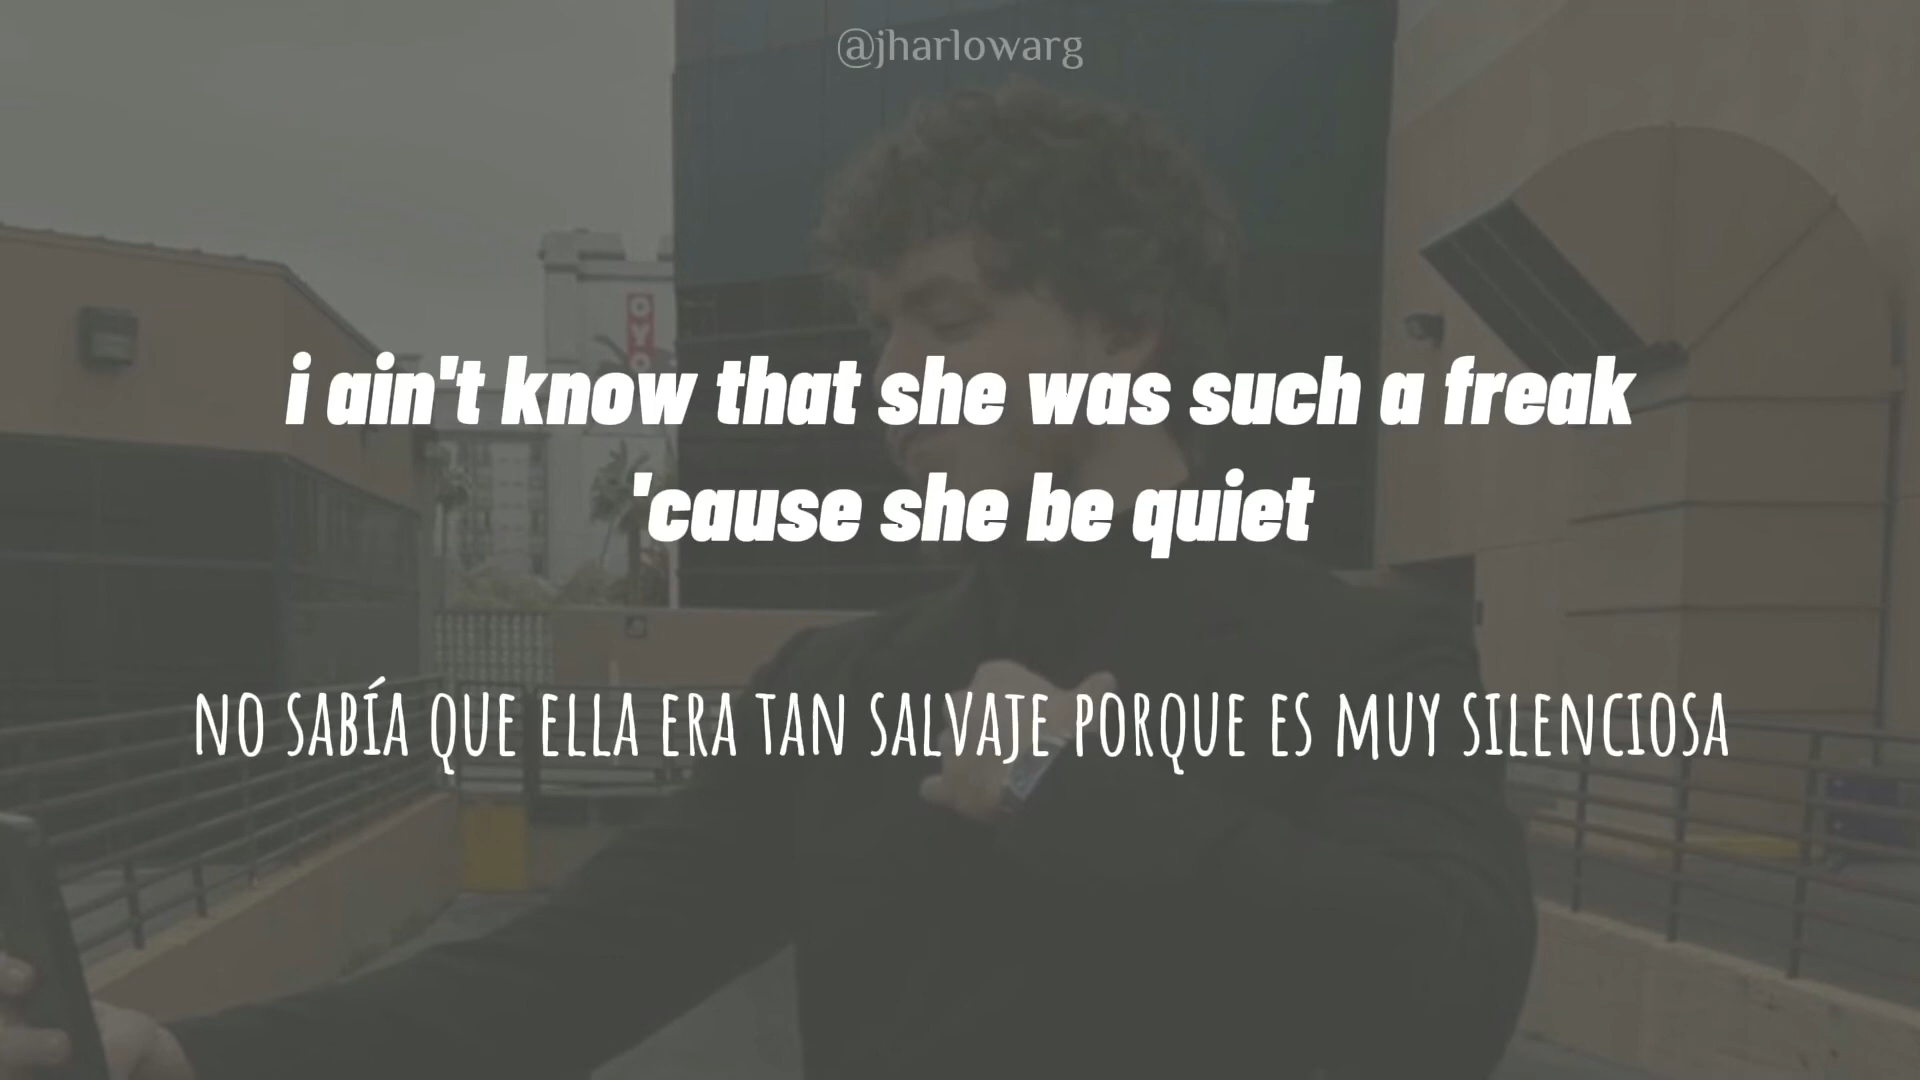 @jharlowarg
OYO
i ain't know that she was such a freak
'cause she be quiet
NO SABÍA QUE ELLA ERA TAN SALVAJE PORQUE ES MUY SILENCIOSA